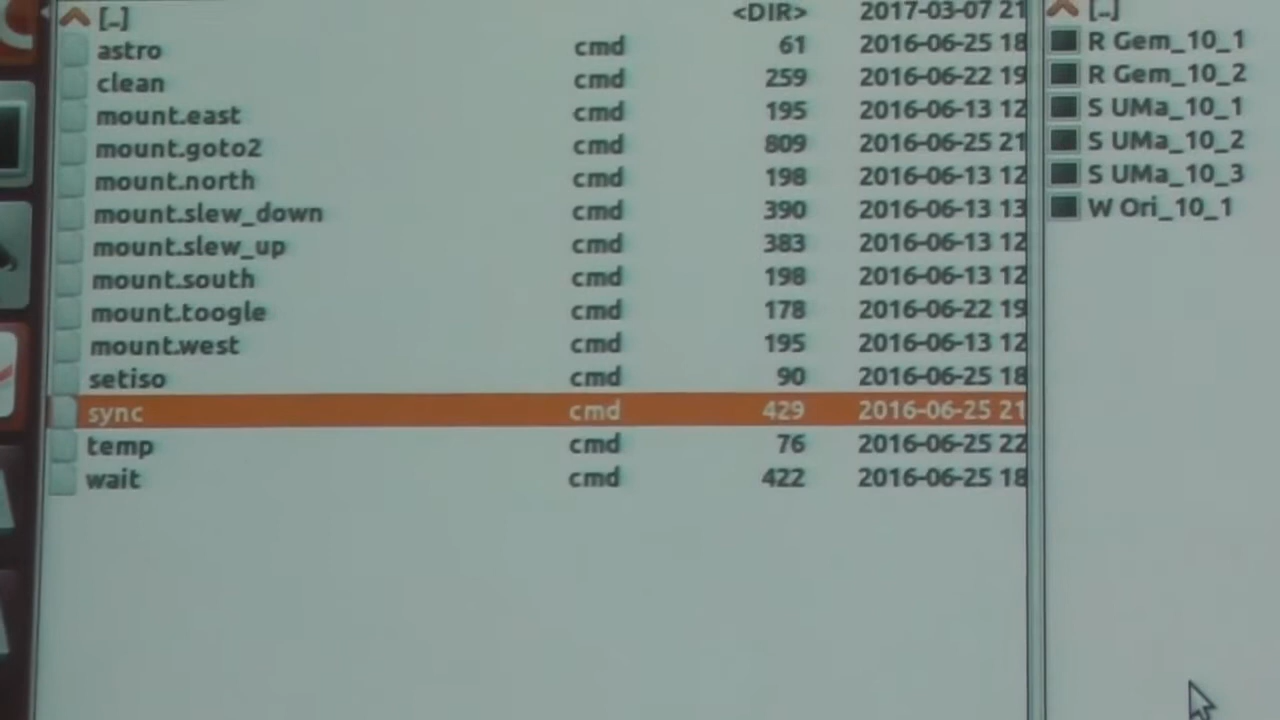 [..] <DIR> 2017-03-07 21
astro cmd 61 2016-06-25 18
clean cmd 259 2016-06-22 19
mount.east cmd 195 2016-06-13 12
mount.goto2 cmd 809 2016-06-25 21
mount.north cmd 198 2016-06-13 12
mount.slew_down cmd 390 2016-06-13 13
mount.slew_up cmd 383 2016-06-13 12
mount.south cmd 198 2016-06-13 12
mount.toogle cmd 178 2016-06-22 19
mount.west cmd 195 2016-06-13 12
setiso cmd 90 2016-06-25 18
sync cmd 429 2016-06-25 21
temp cmd 76 2016-06-25 22
wait cmd 422 2016-06-25 18
[..]
R Gem_10_1
R Gem_10_2
S UMa_10_1
S UMa_10_2
S UMa_10_3
W Ori_10_1